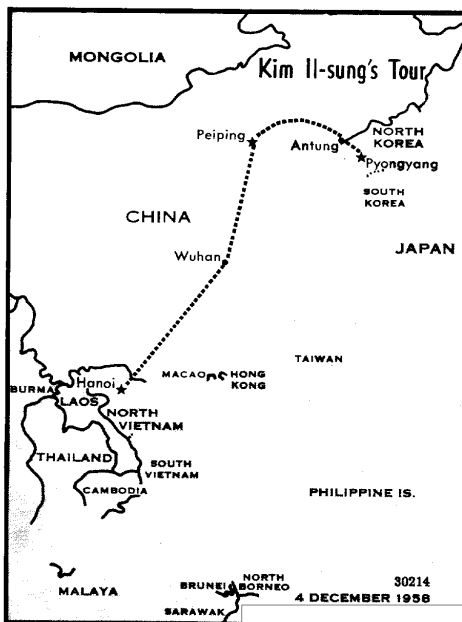 MONGOLIA
Kim Il-sung's Tour
Peiping
Antung
NORTH
KOREA
Pyongyang
SOUTH
KOREA
CHINA
JAPAN
Wuhan
TAIWAN
MACAO
HONG
KONG
BURMA
Hanoi
LAOS
NORTH
VIETNAM
THAILAND
SOUTH
VIETNAM
CAMBODIA
PHILIPPINE IS.
MALAYA
BRUNEI
NORTH
BORNEO
SARAWAK
30214
4 DECEMBER 1958